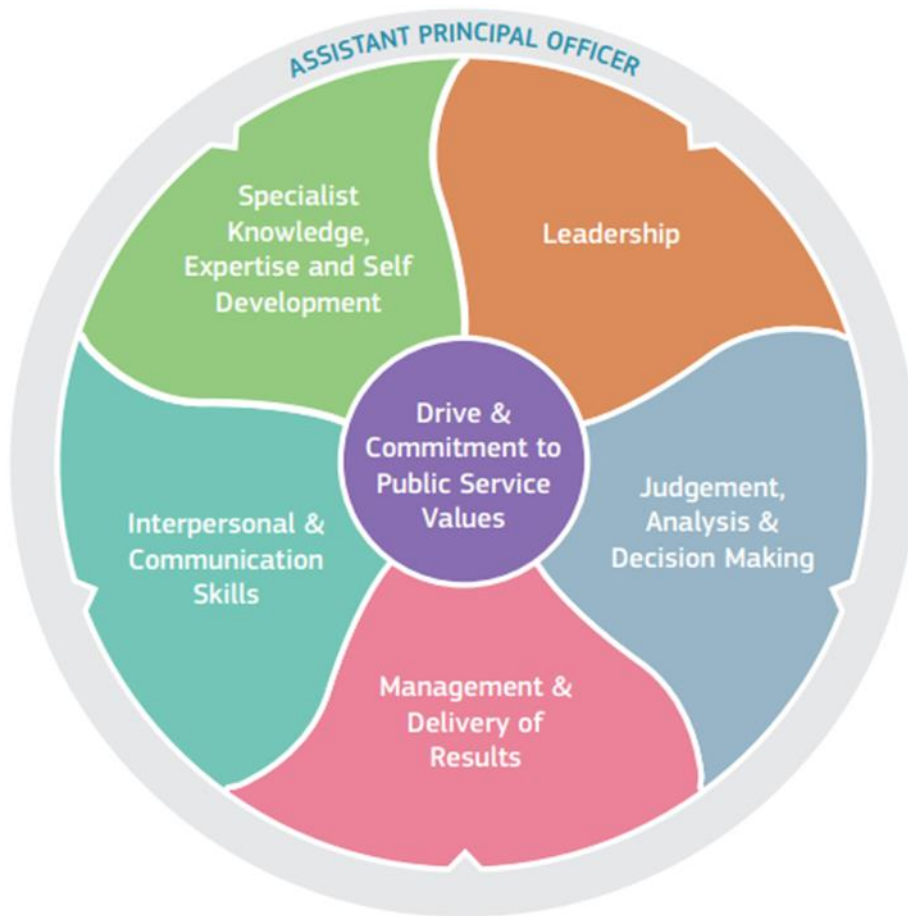 ASSISTANT PRINCIPAL OFFICER
Specialist
Knowledge,
Expertise and Self
Development
Leadership
Drive &
Commitment to
Public Service
Values
Judgement,
Analysis &
Decision Making
Interpersonal &
Communication
Skills
Management &
Delivery of
Results